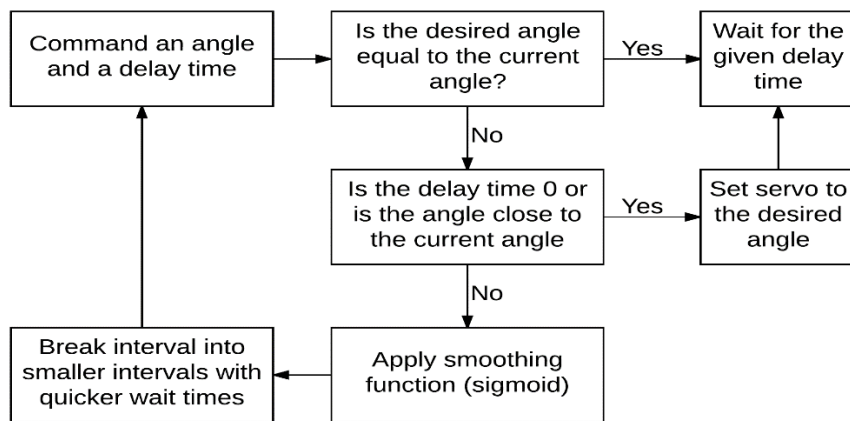 Command an angle
and a delay time
Is the desired angle
equal to the current
angle?
Yes
Wait for the
given delay
time
No
Is the delay time 0 or
is the angle close to
the current angle
Yes
Set servo to
the desired
angle
No
Break interval into
smaller intervals with
quicker wait times
Apply smoothing
function (sigmoid)